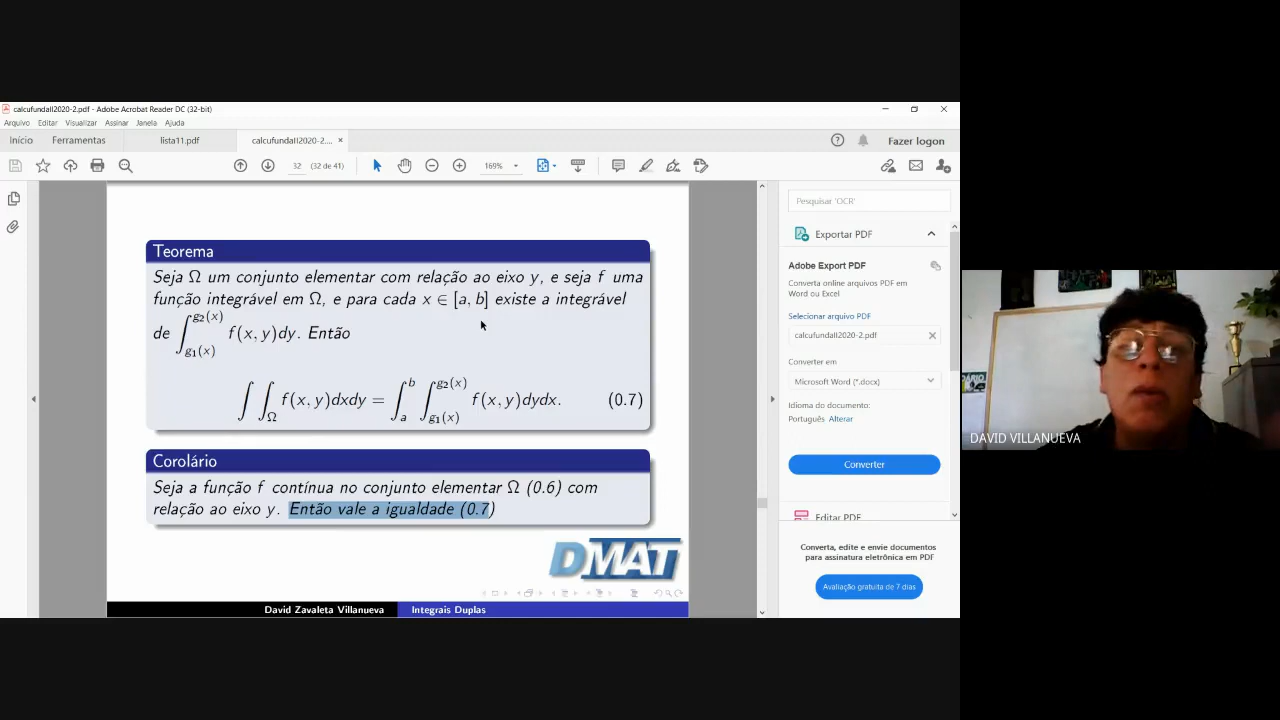 calcufundaII2020-2.pdf - Adobe Acrobat Reader DC (32-bit)
Arquivo Editar Visualizar Assinar Janela Ajuda
Início Ferramentas lista11.pdf calcufundaII2020-2.... × Fazer logon
32 (32 de 41) 169%
Pesquisar 'OCR'
Exportar PDF
Adobe Export PDF
Converta online arquivos PDF em
Word ou Excel
Selecionar arquivo PDF
calcufundaII2020-2.pdf
Converter em
Microsoft Word (*.docx)
Idioma do documento:
Português Alterar
Converter
Editar PDF
Converta, edite e envie documentos
para assinatura eletrônica em PDF
Avaliação gratuita de 7 dias
Teorema
Seja Ω um conjunto elementar com relação ao eixo y, e seja f uma
função integrável em Ω, e para cada x ∈ [a, b] existe a integrável
de ∫_{g₁(x)}^{g₂(x)} f(x, y)dy. Então
∫∫_Ω f(x, y)dxdy = ∫_a^b ∫_{g₁(x)}^{g₂(x)} f(x, y)dydx. (0.7)
Corolário
Seja a função f contínua no conjunto elementar Ω (0.6) com
relação ao eixo y. Então vale a igualdade (0.7)
DMAT
David Zavaleta Villanueva Integrais Duplas
DAVID VILLANUEVA